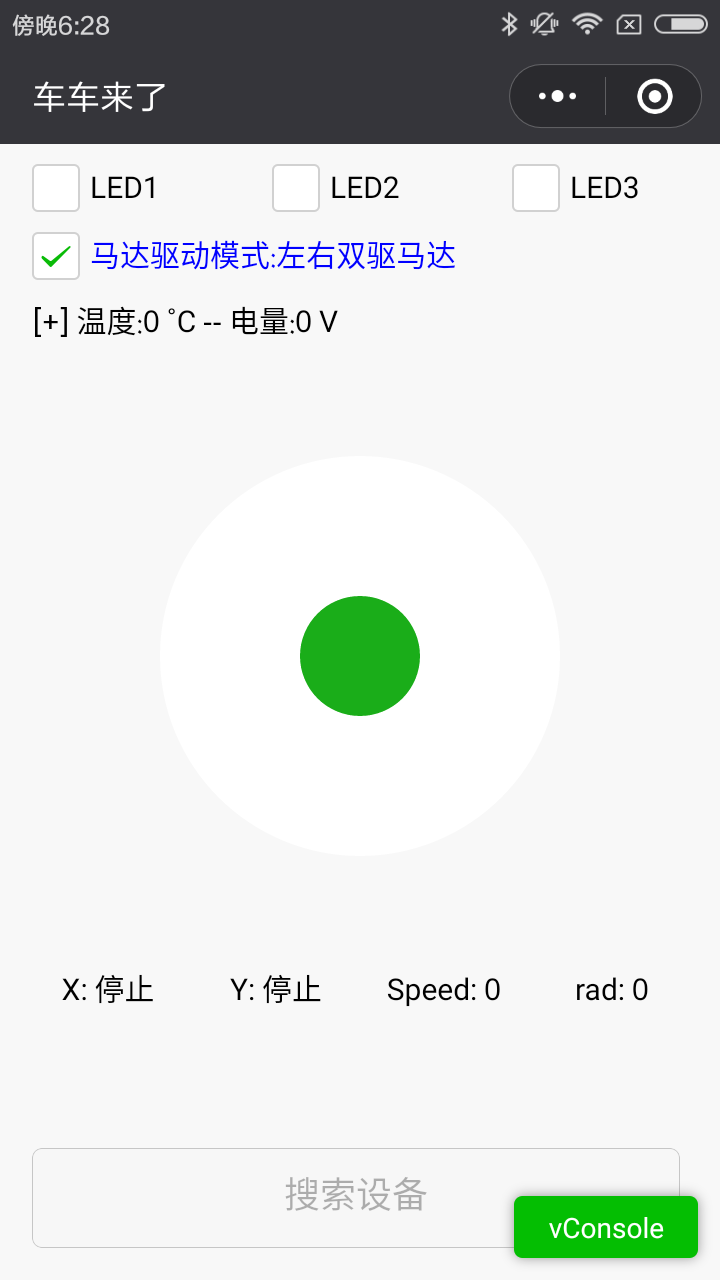 傍晚6:28
车车来了
LED1 LED2 LED3
马达驱动模式:左右双驱马达
[+] 温度:0 °C -- 电量:0 V
X: 停止 Y: 停止 Speed: 0 rad: 0
搜索设备
vConsole